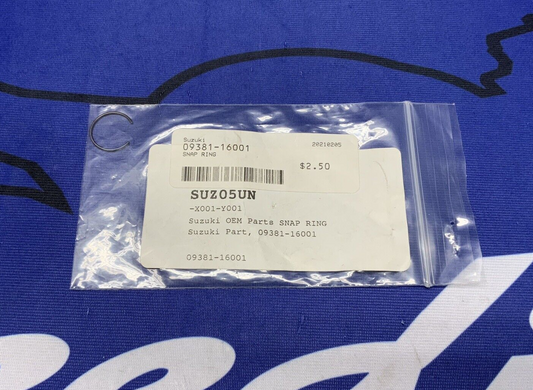 Suzuki
09381-16001
20210205
SNAP RING
$2.50
SUZ05UN
-X001-Y001
Suzuki OEM Parts SNAP RING
Suzuki Part, 09381-16001
09381-16001